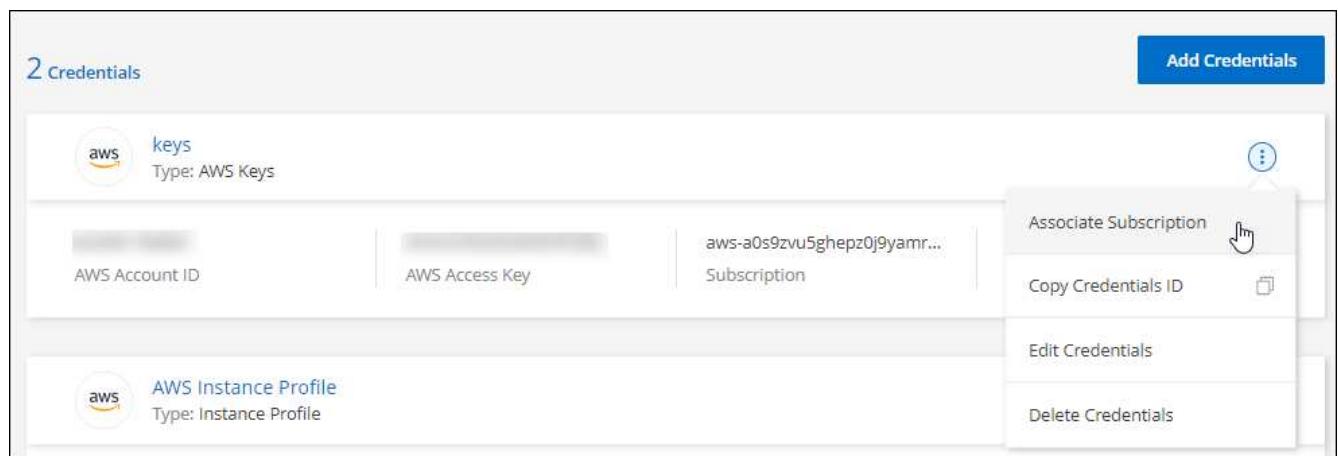 2 Credentials
Add Credentials
aws
keys
Type: AWS Keys
Associate Subscription
aws-a0s9zvu5ghepz0j9yamr...
AWS Account ID
AWS Access Key
Subscription
Copy Credentials ID
Edit Credentials
aws
AWS Instance Profile
Type: Instance Profile
Delete Credentials